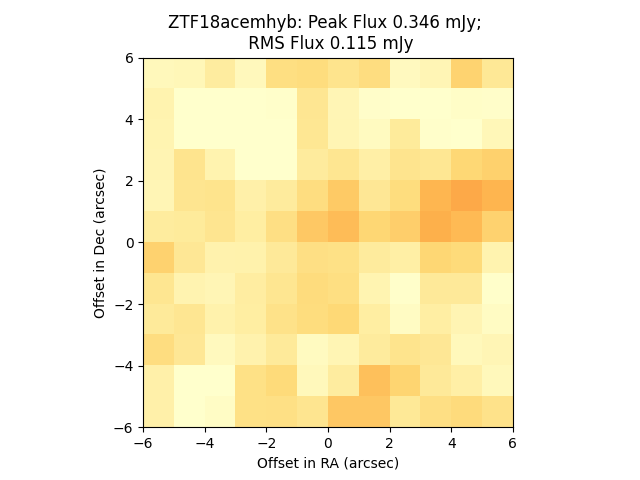 ZTF18acemhyb: Peak Flux 0.346 mJy;
RMS Flux 0.115 mJy
6
4
2
0
−2
−4
−6
Offset in Dec (arcsec)
−6 −4 −2 0 2 4 6
Offset in RA (arcsec)